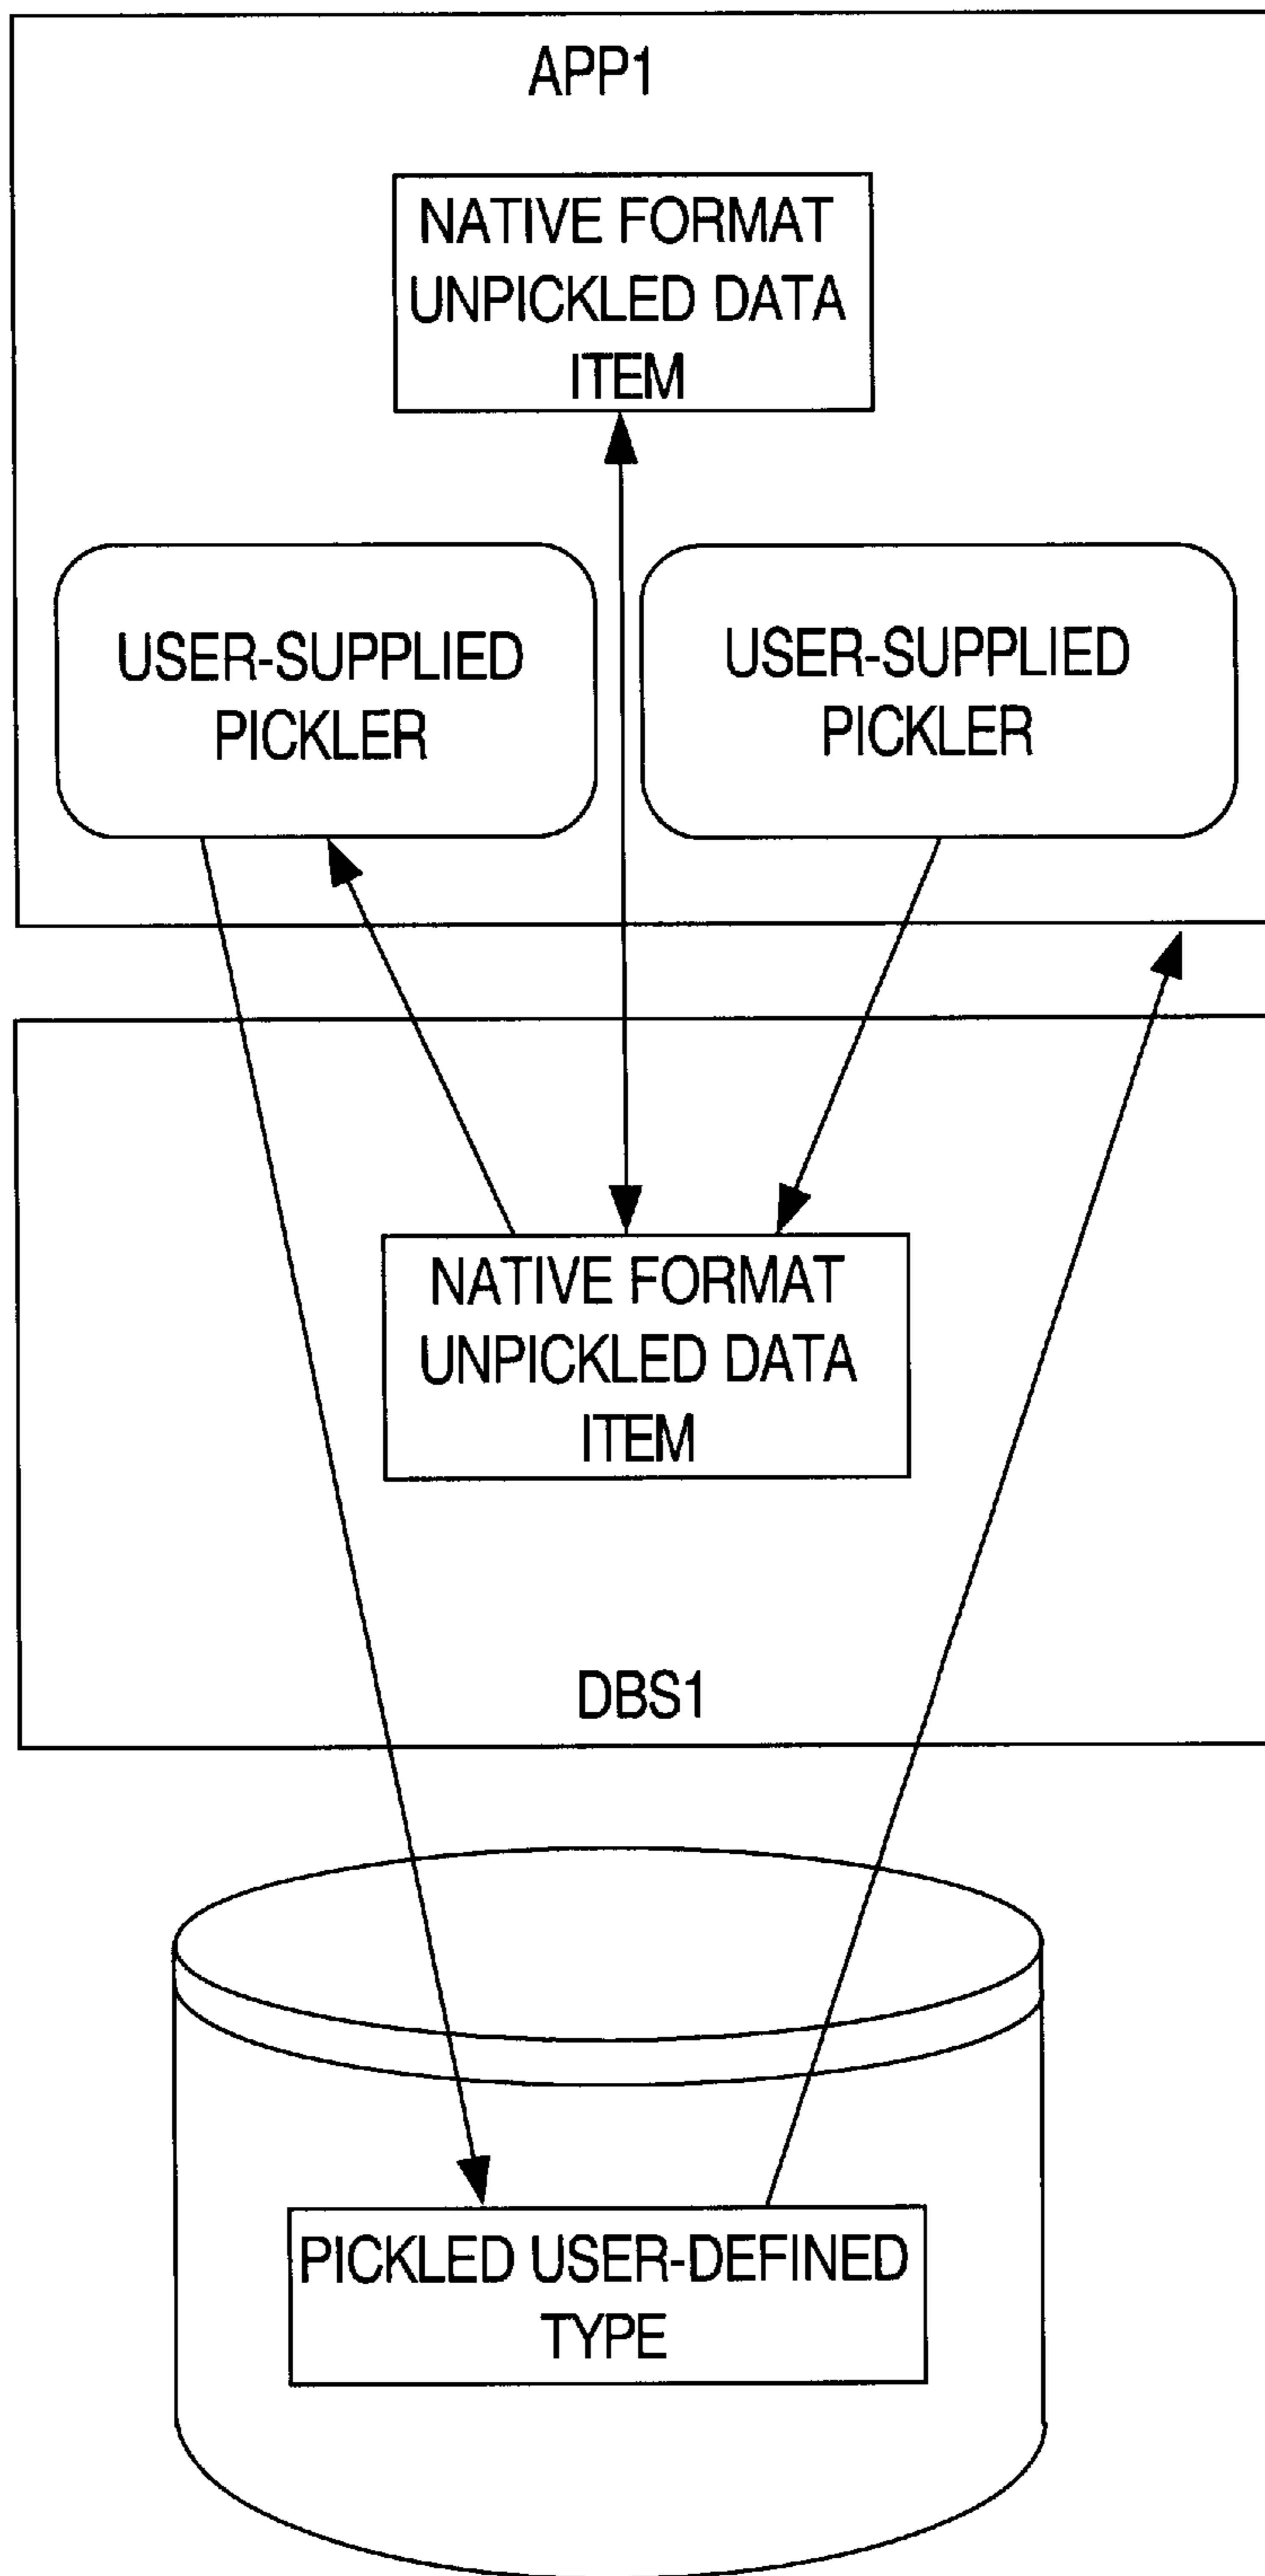 APP1
NATIVE FORMAT
UNPICKLED DATA
ITEM
USER-SUPPLIED
PICKLER
USER-SUPPLIED
PICKLER
NATIVE FORMAT
UNPICKLED DATA
ITEM
DBS1
PICKLED USER-DEFINED
TYPE